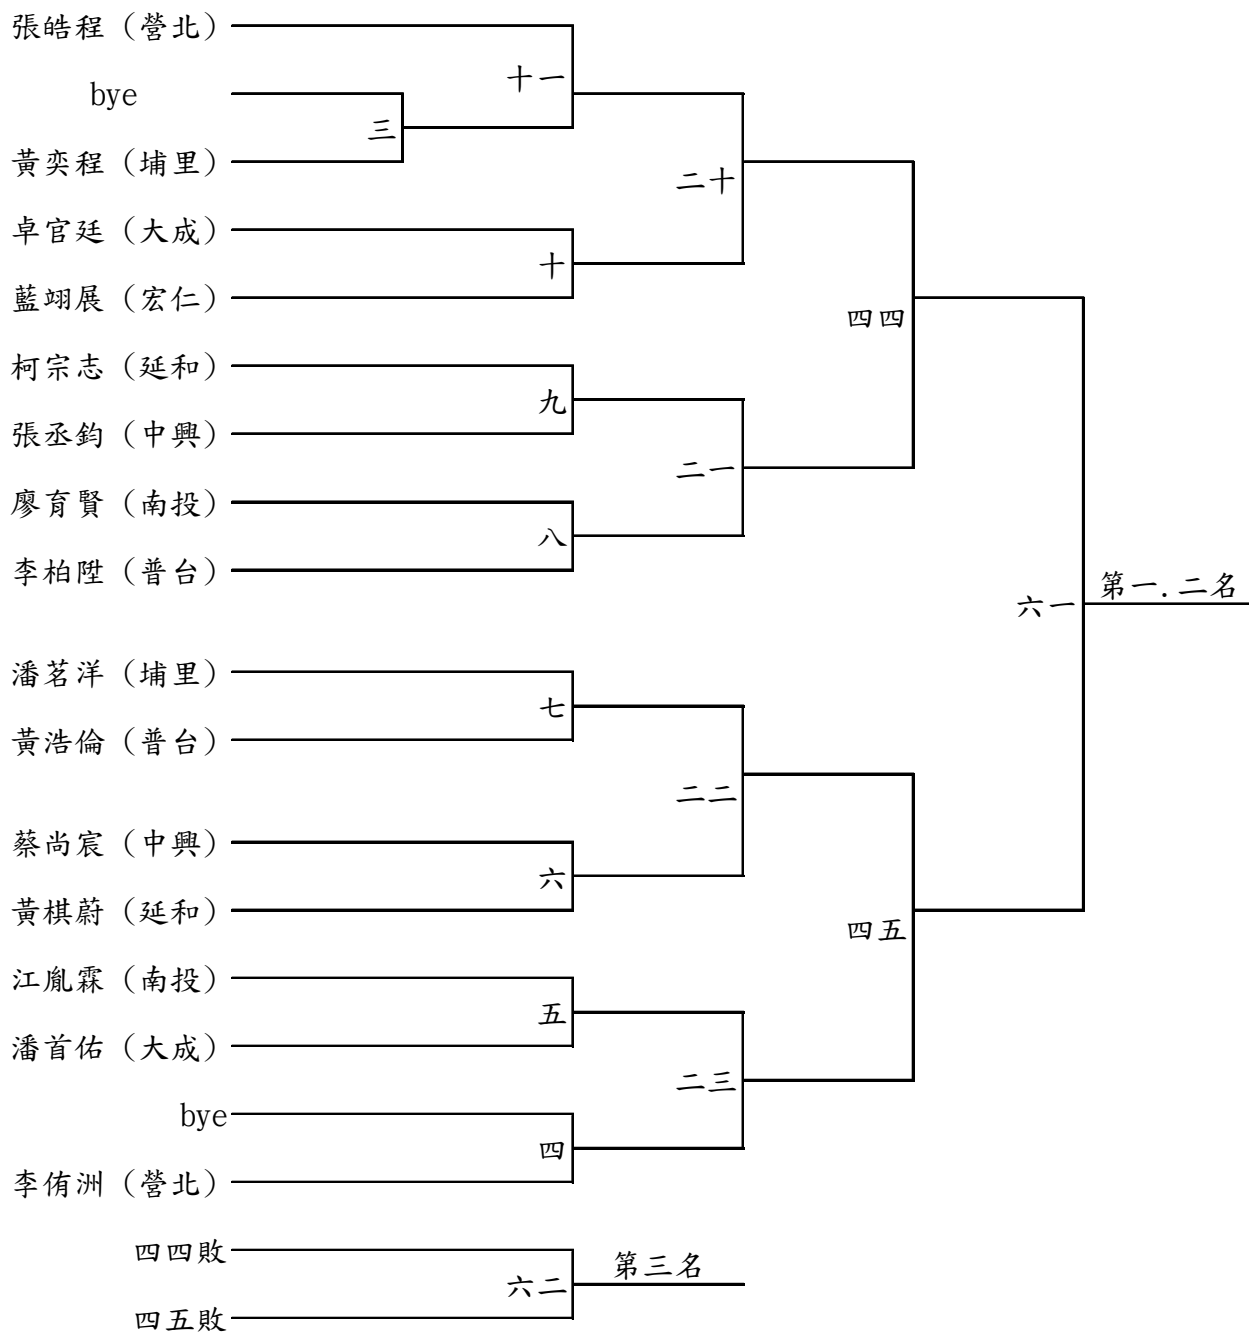 張皓程（營北）
十一
bye
三
黃奕程（埔里）
二十
卓官廷（大成）
十
藍翊展（宏仁）
四四
柯宗志（延和）
九
張丞鈞（中興）
二一
廖育賢（南投）
八
李柏陞（普台）
六一
第一.二名
潘茗洋（埔里）
七
黃浩倫（普台）
二二
蔡尚宸（中興）
六
黃棋蔚（延和）
四五
江胤霖（南投）
五
潘首佑（大成）
二三
bye
四
李侑洲（營北）
四四敗
六二
第三名
四五敗